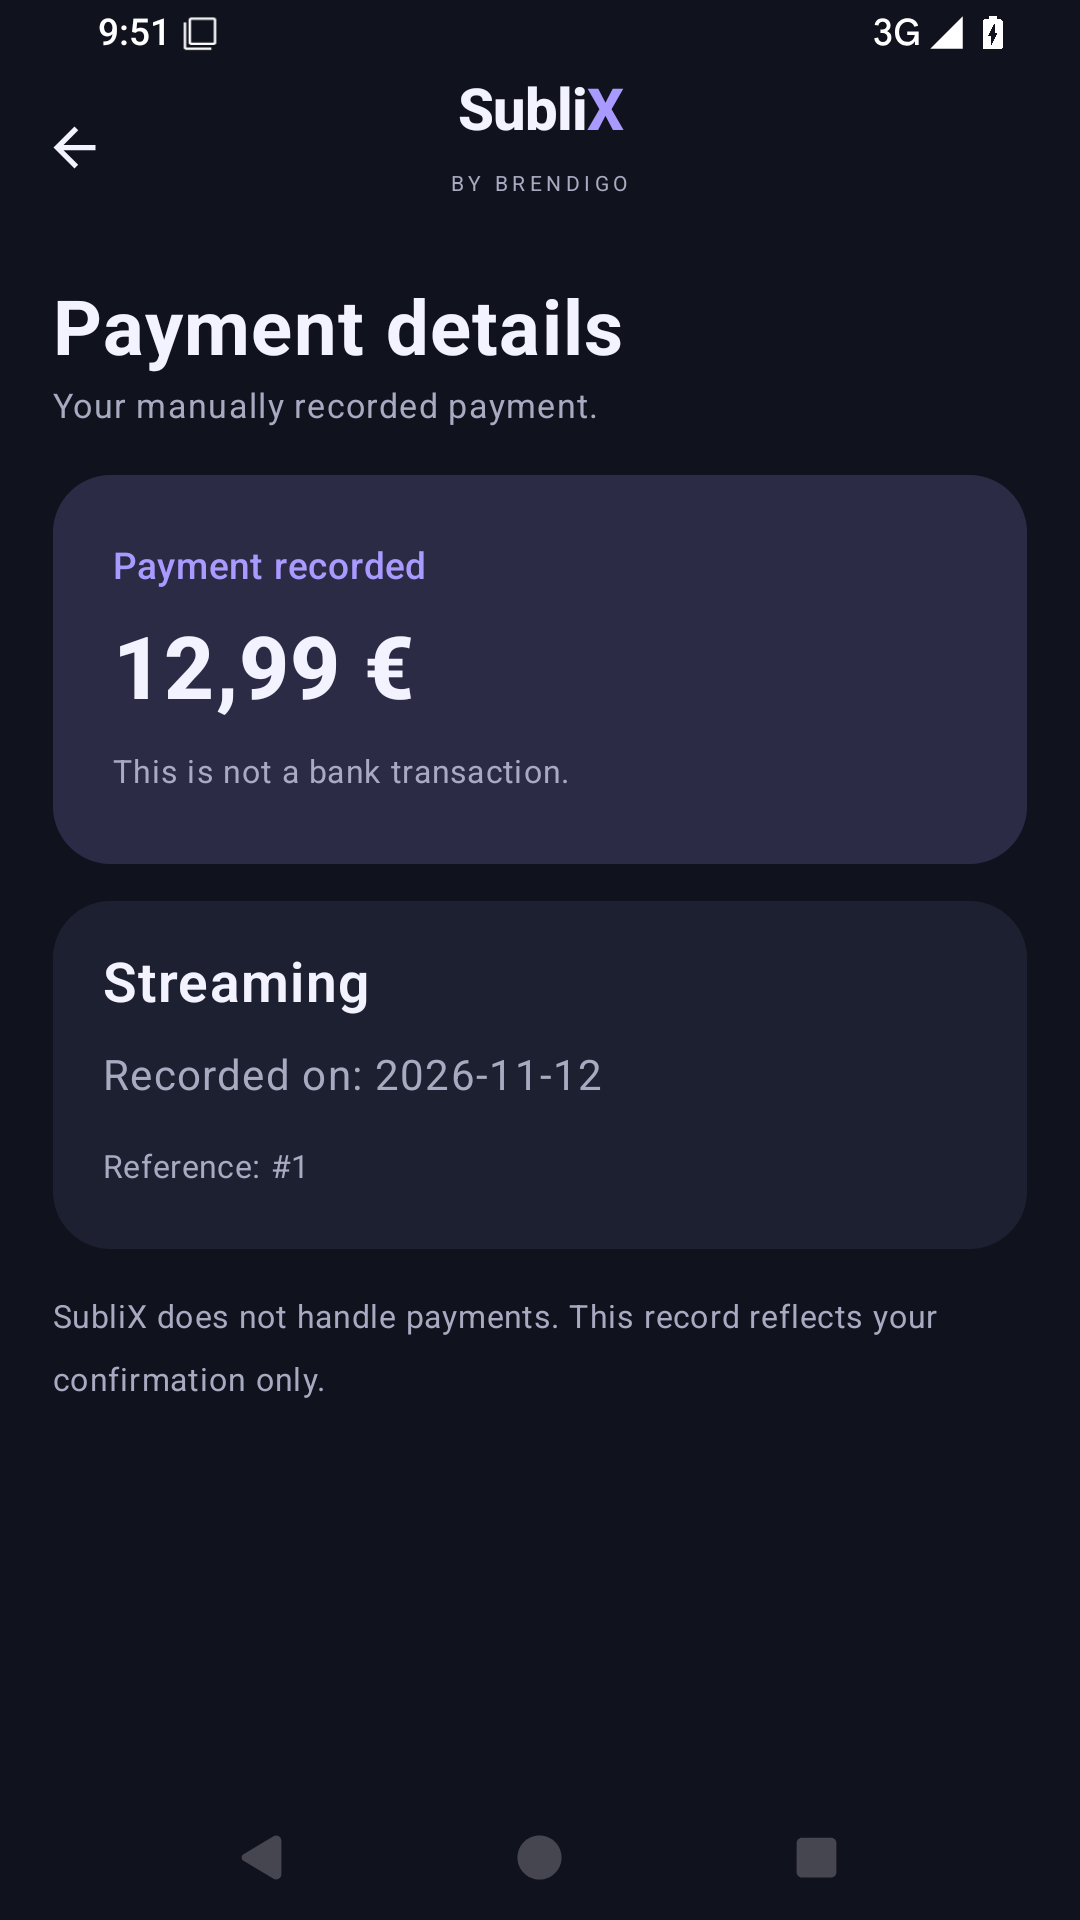 9:51
3G
SubliX
BY BRENDIGO
Payment details
Your manually recorded payment.
Payment recorded
12,99 €
This is not a bank transaction.
Streaming
Recorded on: 2026-11-12
Reference: #1
SubliX does not handle payments. This record reflects your
confirmation only.